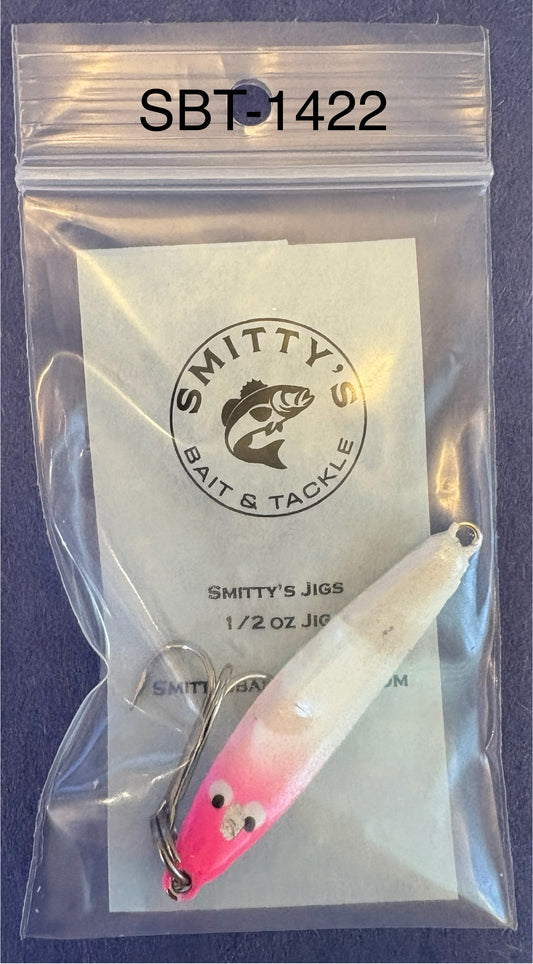 SBT-1422
SMITTY'S
BAIT & TACKLE
SMITTY'S JIGS
1/2 OZ JIG